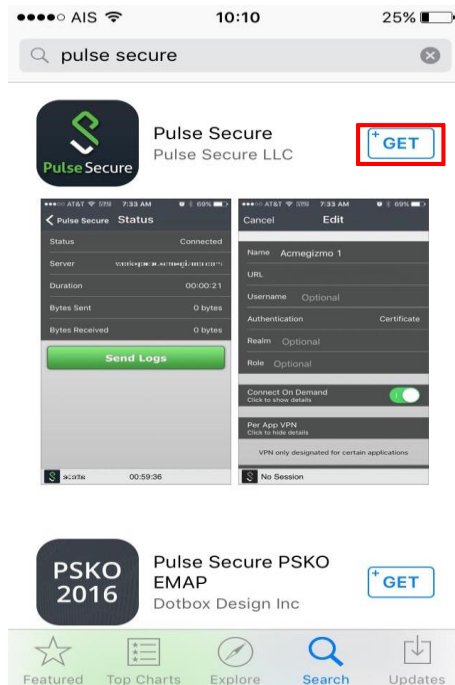 AIS 10:10 25%
pulse secure
Pulse Secure
Pulse Secure
Pulse Secure LLC
+GET
AT&T 7:33 AM 69%
Pulse Secure Status
Status Connected
Server
Duration 00:00:21
Bytes Sent 0 bytes
Bytes Received 0 bytes
Send Logs
00:59:36
AT&T 7:33 AM 69%
Cancel Edit
Name Acmegizmo 1
URL
Username Optional
Authentication Certificate
Realm Optional
Role Optional
Connect On Demand
Click to show details
Per App VPN
Click to hide details
VPN only designated for certain applications
No Session
PSKO
2016
Pulse Secure PSKO
EMAP
Dotbox Design Inc
+GET
Featured Top Charts Explore Search Updates